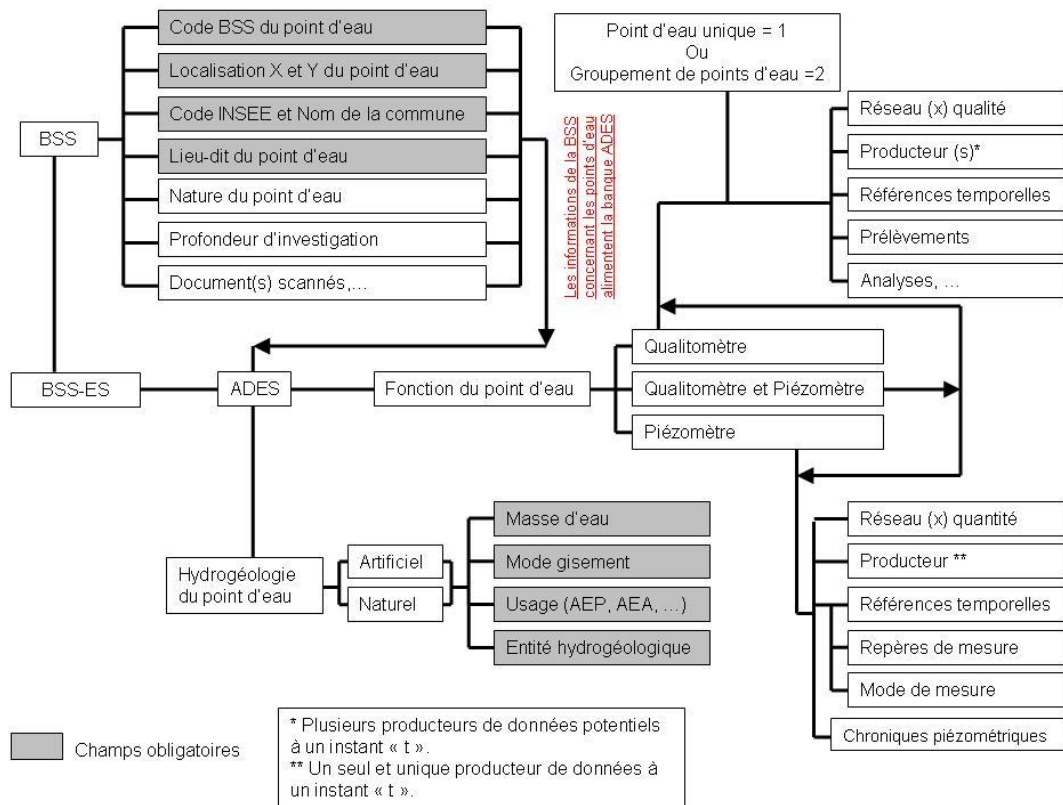 Code BSS du point d'eau
Localisation X et Y du point d'eau
Code INSEE et Nom de la commune
Lieu-dit du point d'eau
Nature du point d'eau
Profondeur d'investigation
Document(s) scannés,...
BSS
Les informations de la BSS
concernant les points d'eau
alimentent la banque ADES
Point d'eau unique = 1
Ou
Groupement de points d'eau =2
Réseau (x) qualité
Producteur (s)*
Références temporelles
Prélèvements
Analyses, ...
BSS-ES
ADES
Fonction du point d'eau
Qualitomètre
Qualitomètre et Piézomètre
Piézomètre
Hydrogéologie
du point d'eau
Artificiel
Naturel
Masse d'eau
Mode gisement
Usage (AEP, AEA, ...)
Entité hydrogéologique
Réseau (x) quantité
Producteur **
Références temporelles
Repères de mesure
Mode de mesure
Chroniques piézométriques
Champs obligatoires
* Plusieurs producteurs de données potentiels
à un instant « t ».
** Un seul et unique producteur de données à
un instant « t ».